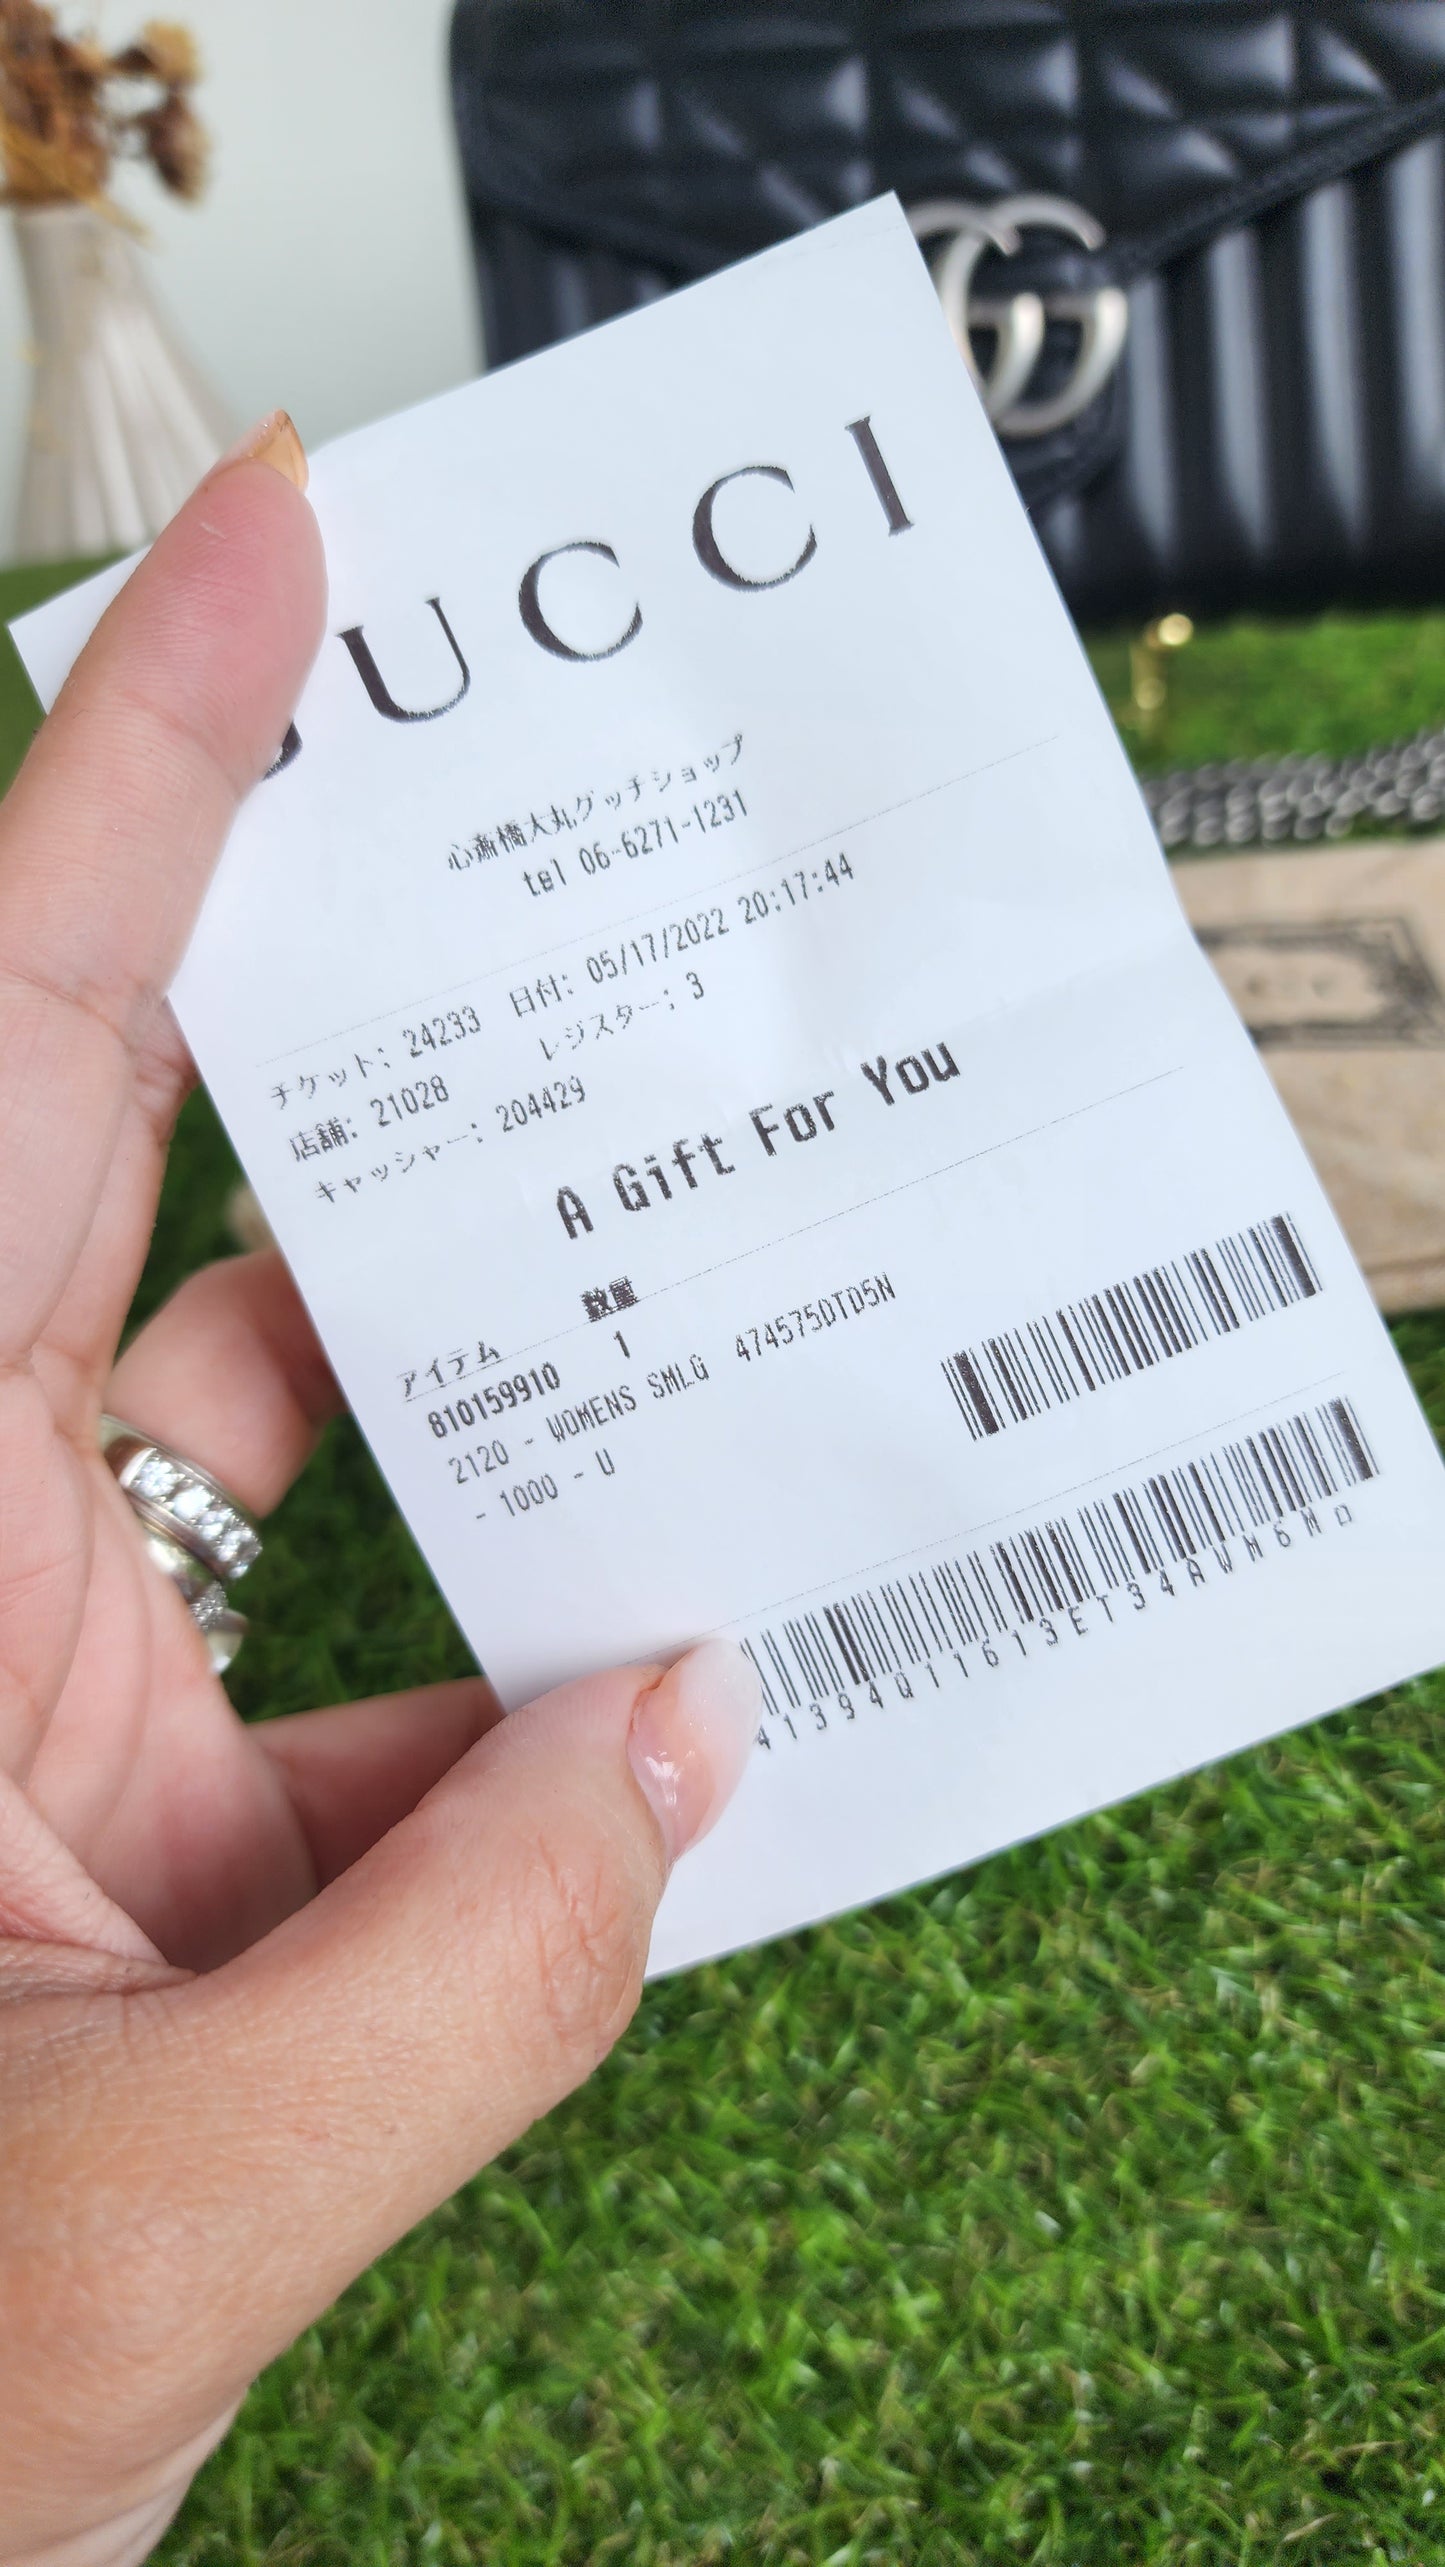 GUCCI
心斎橋大丸グッチショップ
tel 06-6271-1231
チケット: 24233 日付: 05/17/2022 20:17:44
店舗: 21028 レジスター: 3
キャッシャー: 204429
A Gift For You
アイテム 数量
810159910 1
2120 - WOMENS SMLG 474575DTD5N
- 1000 - U
41394Q11613ET34AWM6MD